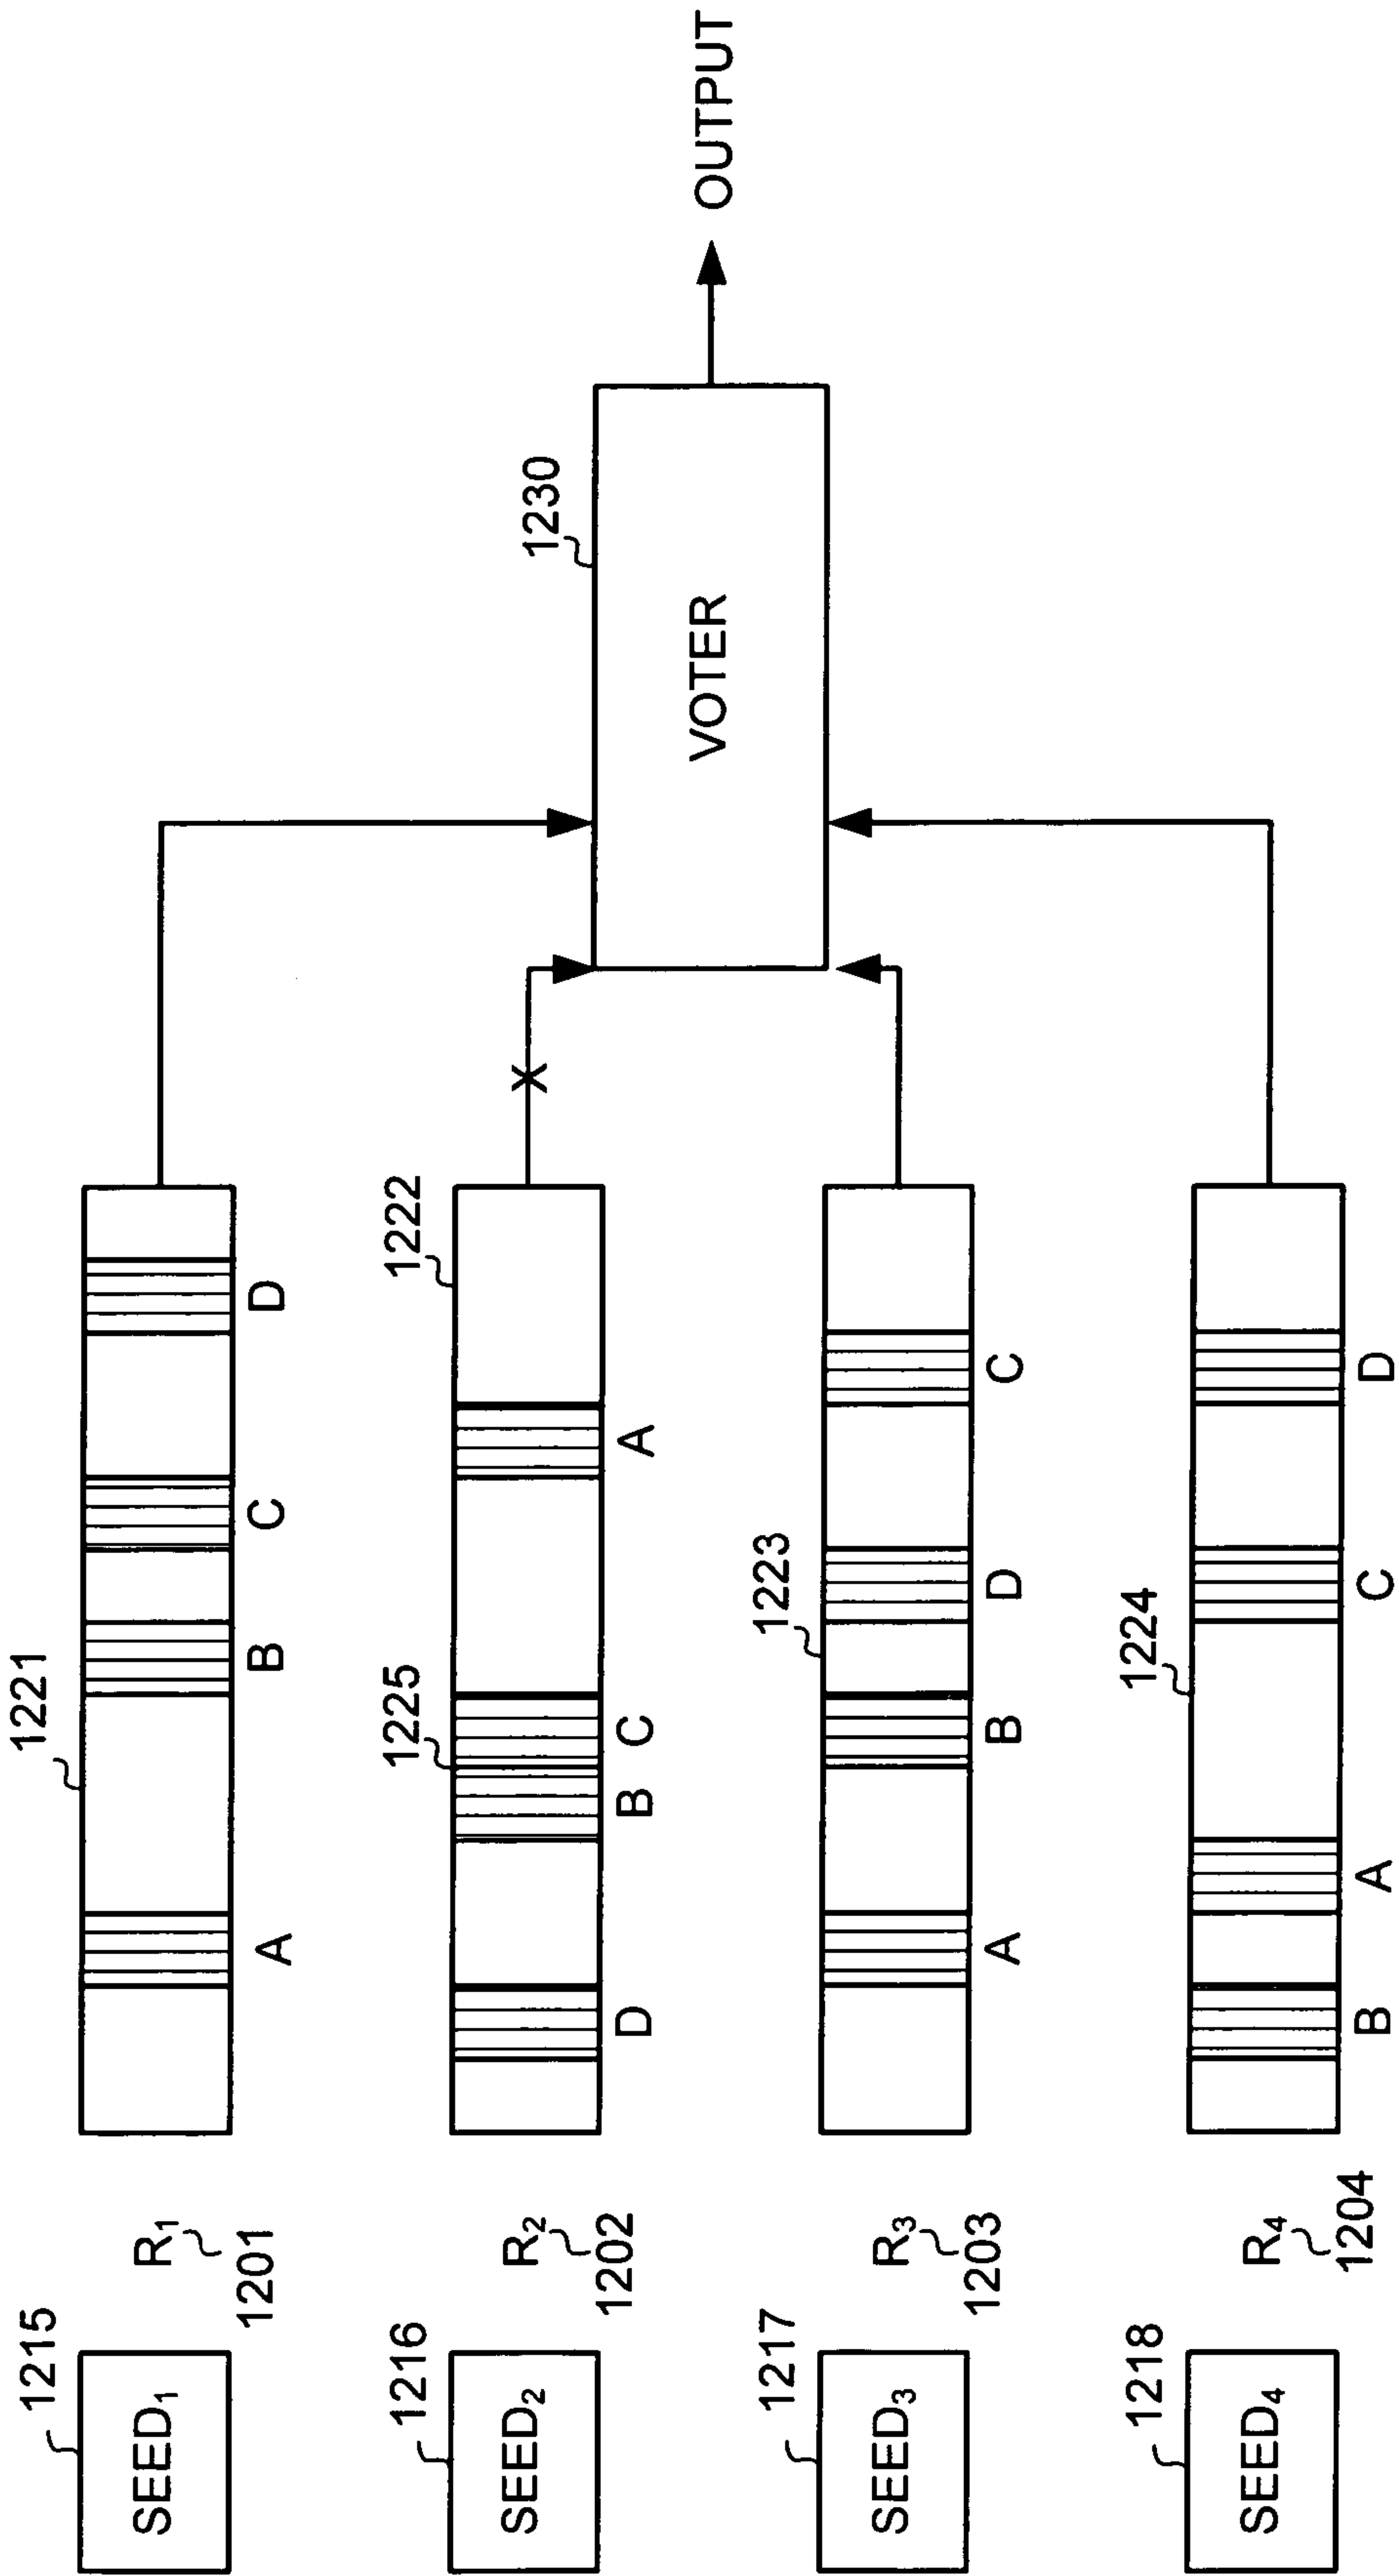 1215
SEED1
R1
1201
1221
A
B
C
D
1216
SEED2
R2
1202
1225
1222
D
B
C
A
1217
SEED3
R3
1203
1223
A
B
D
C
1218
SEED4
R4
1204
1224
B
A
C
D
1230
VOTER
X
OUTPUT